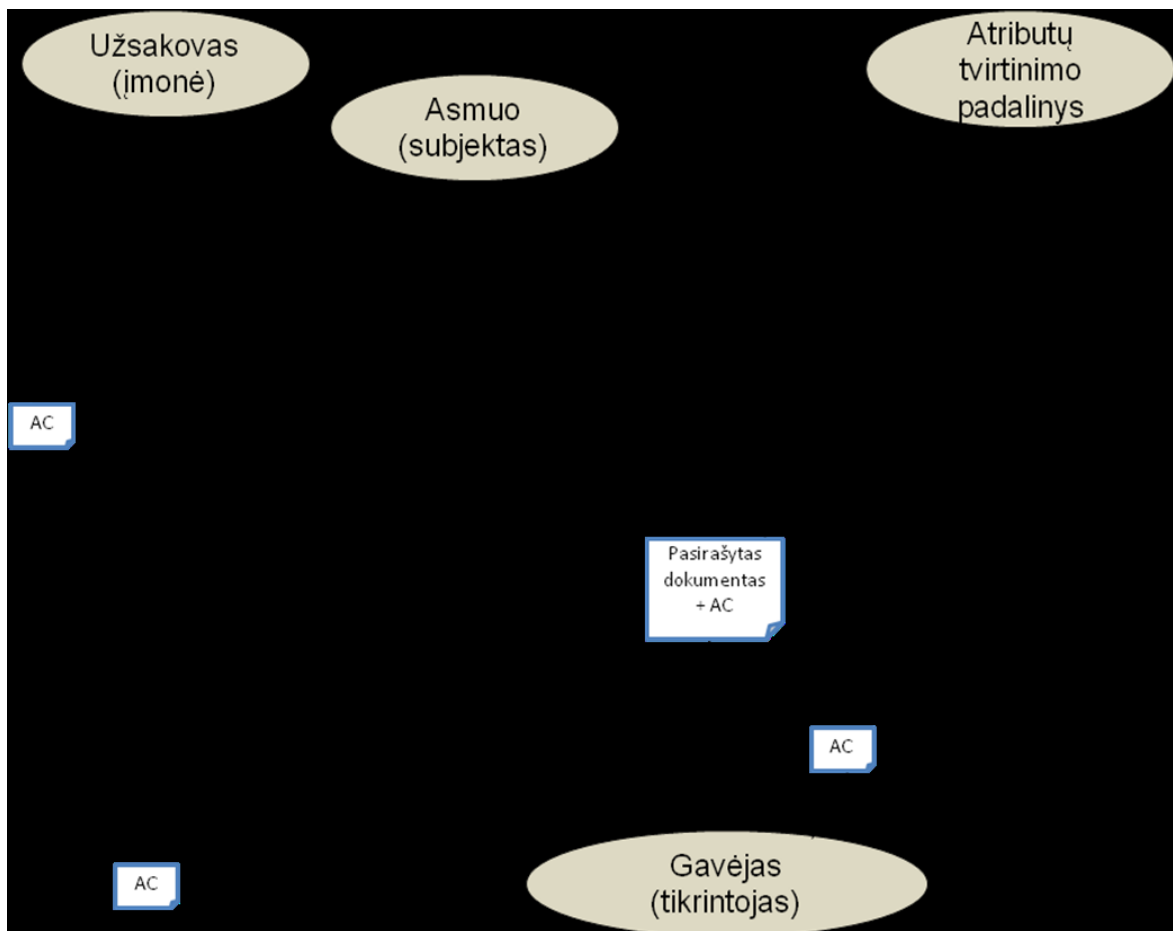 Užsakovas
(įmonė)
Asmuo
(subjektas)
Atributų
tvirtinimo
padalinys
AC
Pasirašytas
dokumentas
+ AC
AC
AC
Gavėjas
(tikrintojas)